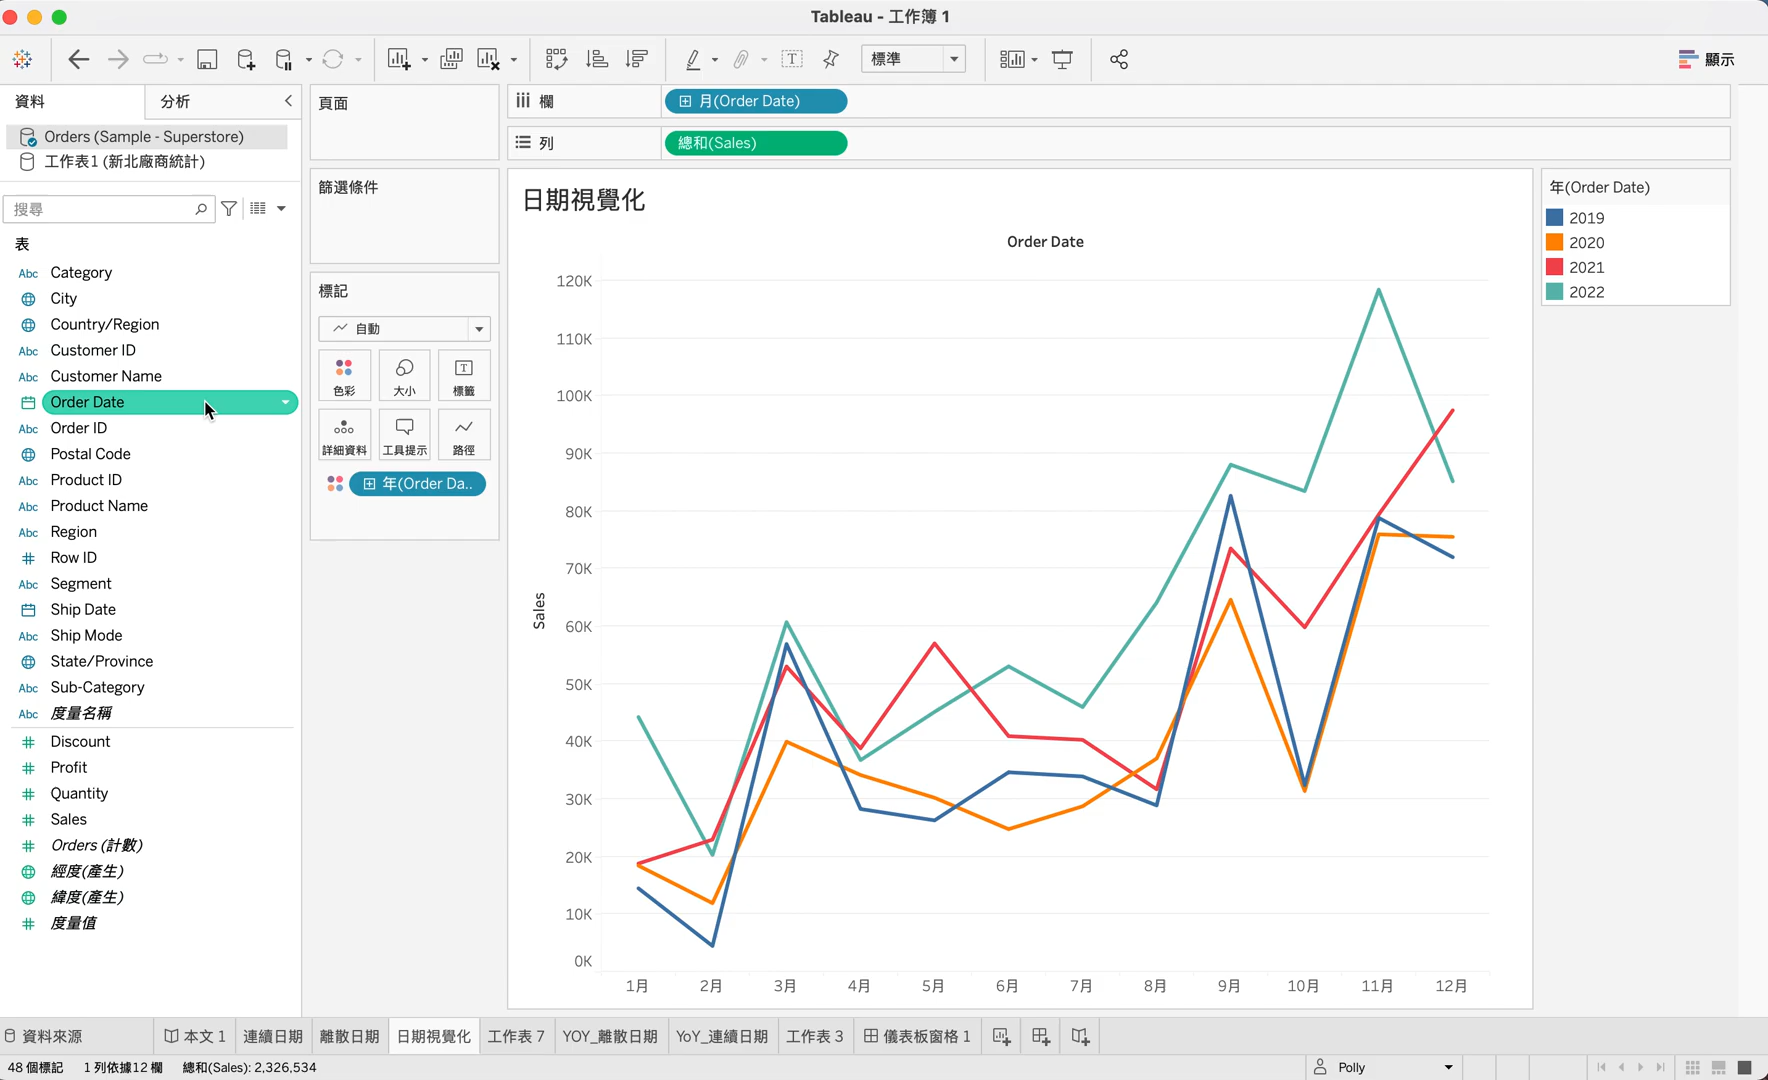 Tableau - 工作簿 1
標準
顯示
資料
分析
Orders (Sample - Superstore)
工作表1 (新北廠商統計)
搜尋
表
Abc Category
City
Country/Region
Abc Customer ID
Abc Customer Name
Order Date
Abc Order ID
Postal Code
Abc Product ID
Abc Product Name
Abc Region
Row ID
Abc Segment
Ship Date
Abc Ship Mode
State/Province
Abc Sub-Category
Abc 度量名稱
Discount
Profit
Quantity
Sales
Orders (計數)
經度(產生)
緯度(產生)
度量值
頁面
篩選條件
標記
自動
色彩
大小
標籤
詳細資料
工具提示
路徑
年(Order Da..
欄
月(Order Date)
列
總和(Sales)
日期視覺化
Order Date
Sales
120K
110K
100K
90K
80K
70K
60K
50K
40K
30K
20K
10K
0K
1月 2月 3月 4月 5月 6月 7月 8月 9月 10月 11月 12月
年(Order Date)
2019
2020
2021
2022
資料來源
本文 1
連續日期
離散日期
日期視覺化
工作表 7
YOY_離散日期
YoY_連續日期
工作表 3
儀表板窗格 1
48 個標記
1 列依據12 欄
總和(Sales): 2,326,534
Polly